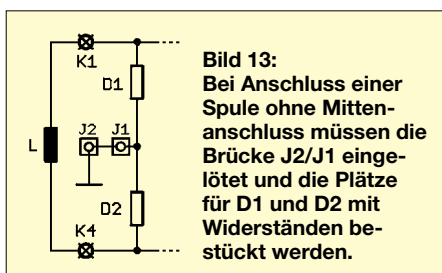 K1
D1
J2 J1
L
D2
K4
Bild 13:
Bei Anschluss einer
Spule ohne Mitten-
anschluss müssen die
Brücke J2/J1 einge-
lötet und die Plätze
für D1 und D2 mit
Widerständen be-
stückt werden.